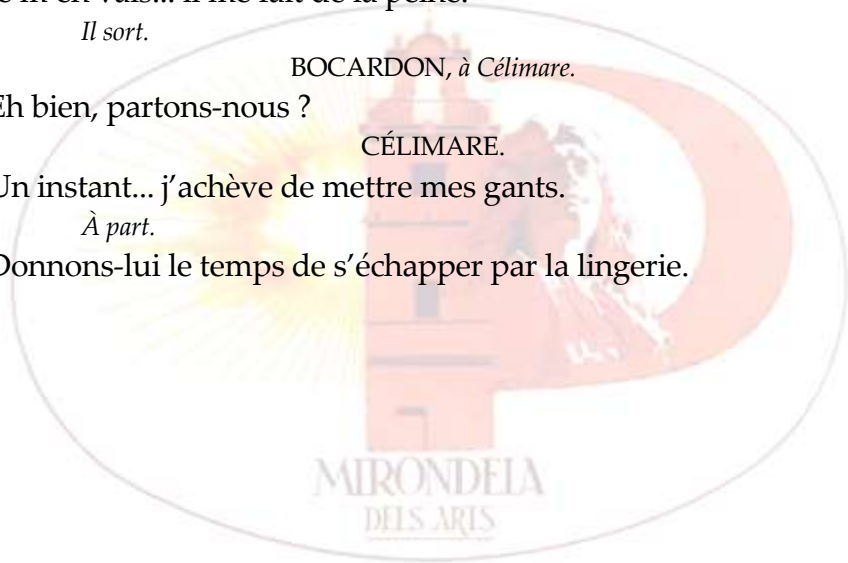 Il sort.
BOCARDON, à Célimare.
Eh bien, partons-nous ?
CÉLIMARE.
Un instant... j'achève de mettre mes gants.
À part.
Donnons-lui le temps de s'échapper par la lingerie.
MIRONDELA
DELS ARTS